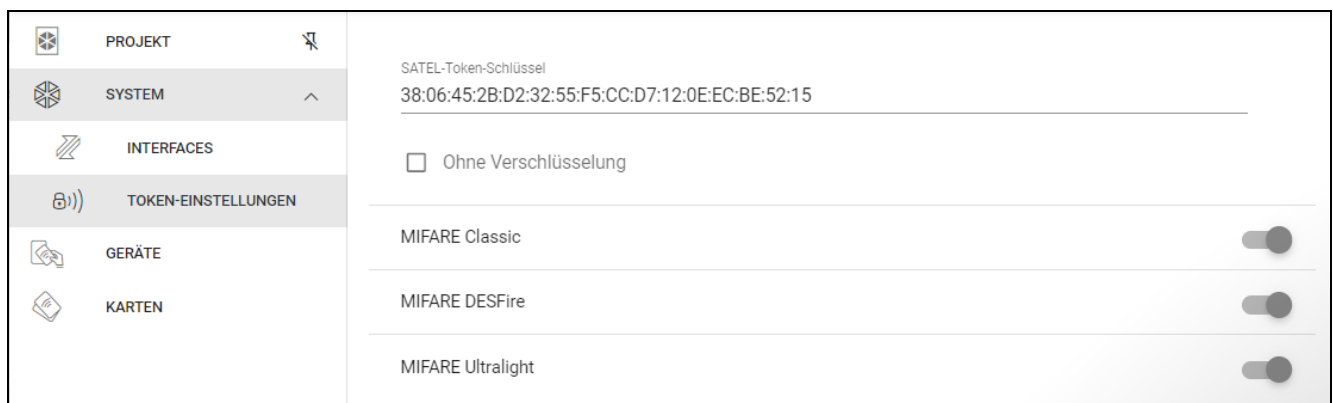 PROJEKT
SYSTEM
INTERFACES
TOKEN-EINSTELLUNGEN
GERÄTE
KARTEN
SATEL-Token-Schlüssel
38:06:45:2B:D2:32:55:F5:CC:D7:12:0E:EC:BE:52:15
Ohne Verschlüsselung
MIFARE Classic
MIFARE DESFire
MIFARE Ultralight